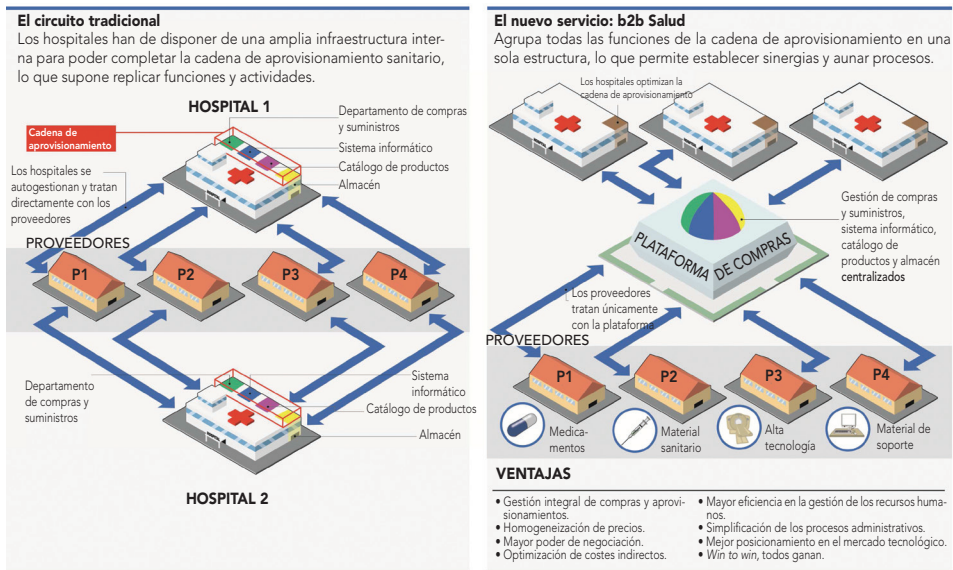 El circuito tradicional
Los hospitales han de disponer de una amplia infraestructura inter-
na para poder completar la cadena de aprovisionamiento sanitario,
lo que supone replicar funciones y actividades.
HOSPITAL 1
Cadena de
aprovisionamiento
Departamento de compras
y suministros
Sistema informático
Catálogo de productos
Almacén
Los hospitales se
autogestionan y tratan
directamente con los
proveedores
PROVEEDORES
P1
P2
P3
P4
Departamento
de compras y
suministros
Sistema
informático
Catálogo de productos
Almacén
HOSPITAL 2
El nuevo servicio: b2b Salud
Agrupa todas las funciones de la cadena de aprovisionamiento en una
sola estructura, lo que permite establecer sinergias y aunar procesos.
Los hospitales optimizan la
cadena de aprovisionamiento
PLATAFORMA
DE COMPRAS
Gestión de compras
y suministros,
sistema informático,
catálogo de
productos y almacén
centralizados
Los proveedores
tratan únicamente
con la plataforma
PROVEEDORES
P1
P2
P3
P4
Medica-
mentos
Material
sanitario
Alta
tecnología
Material de
soporte
VENTAJAS
• Gestión integral de compras y aprovi-
sionamientos.
• Homogeneización de precios.
• Mayor poder de negociación.
• Optimización de costes indirectos.
• Mayor eficiencia en la gestión de los recursos huma-
nos.
• Simplificación de los procesos administrativos.
• Mejor posicionamiento en el mercado tecnológico.
• Win to win, todos ganan.